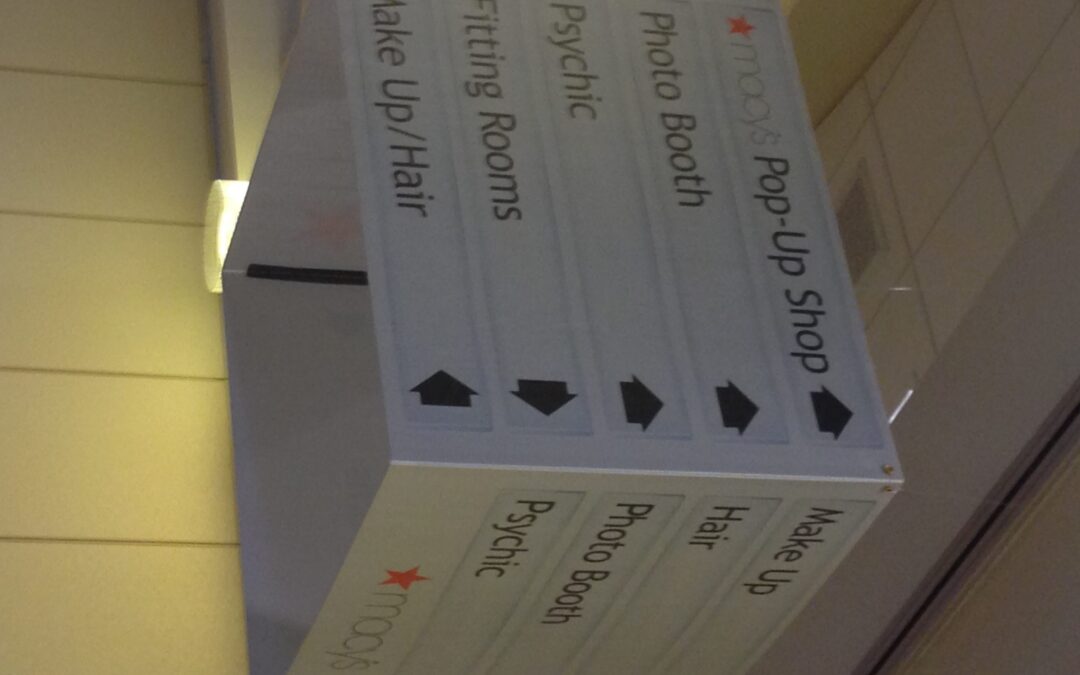 macy's Pop-Up Shop
Photo Booth
Psychic
Fitting Rooms
Make Up/Hair
Make Up
Hair
Photo Booth
Psychic
macy's